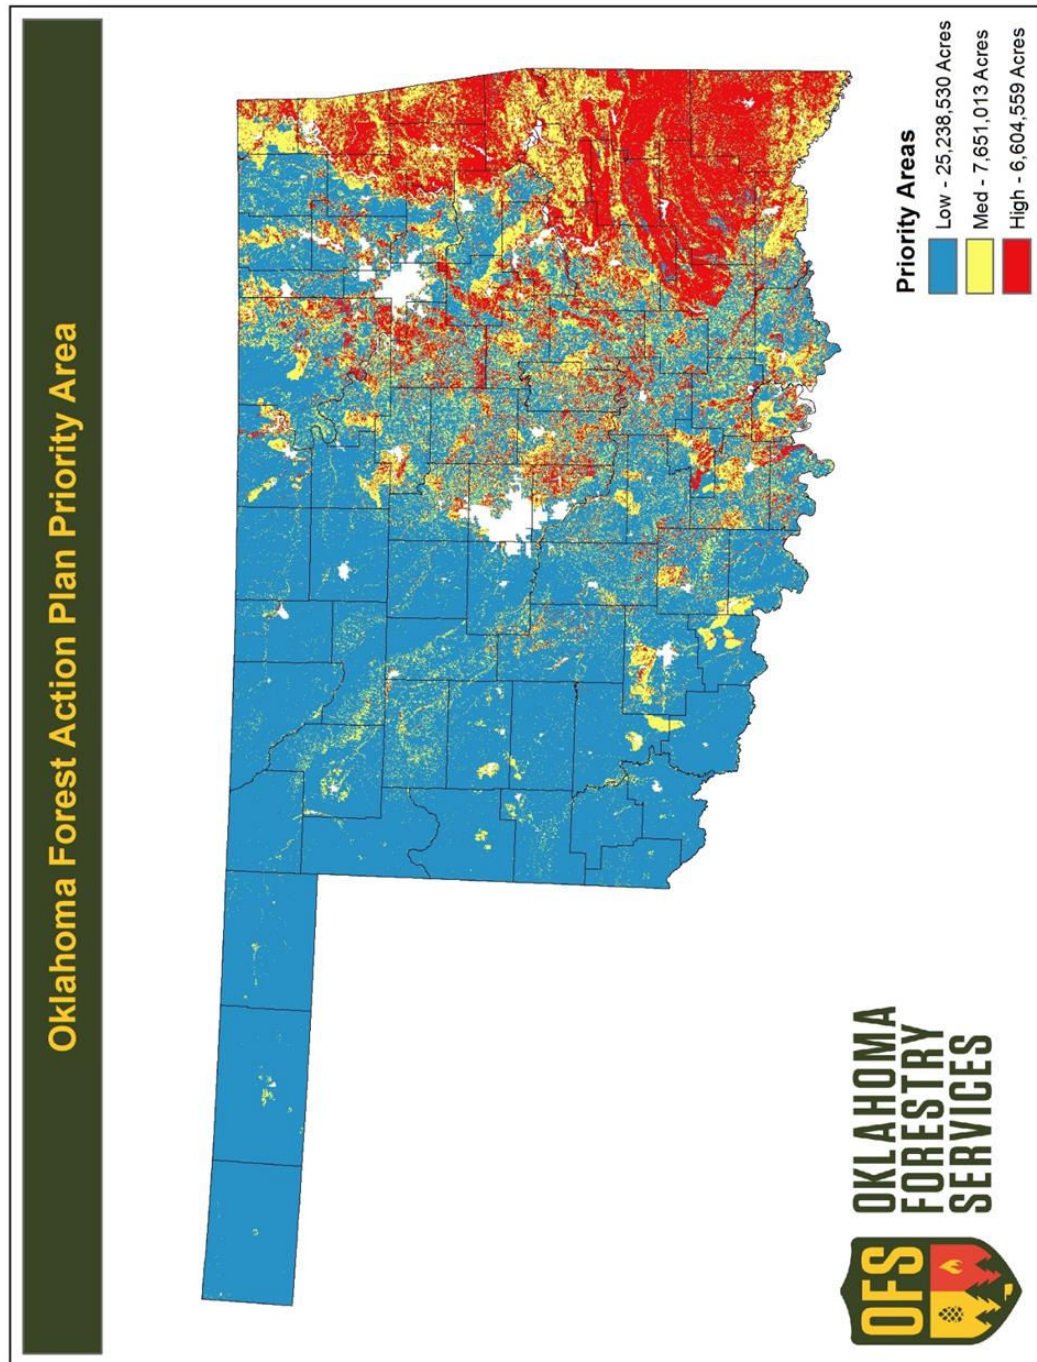 Oklahoma Forest Action Plan Priority Area
Priority Areas
Low - 25,238,530 Acres
Med - 7,651,013 Acres
High - 6,604,559 Acres
OFS
OKLAHOMA
FORESTRY
SERVICES